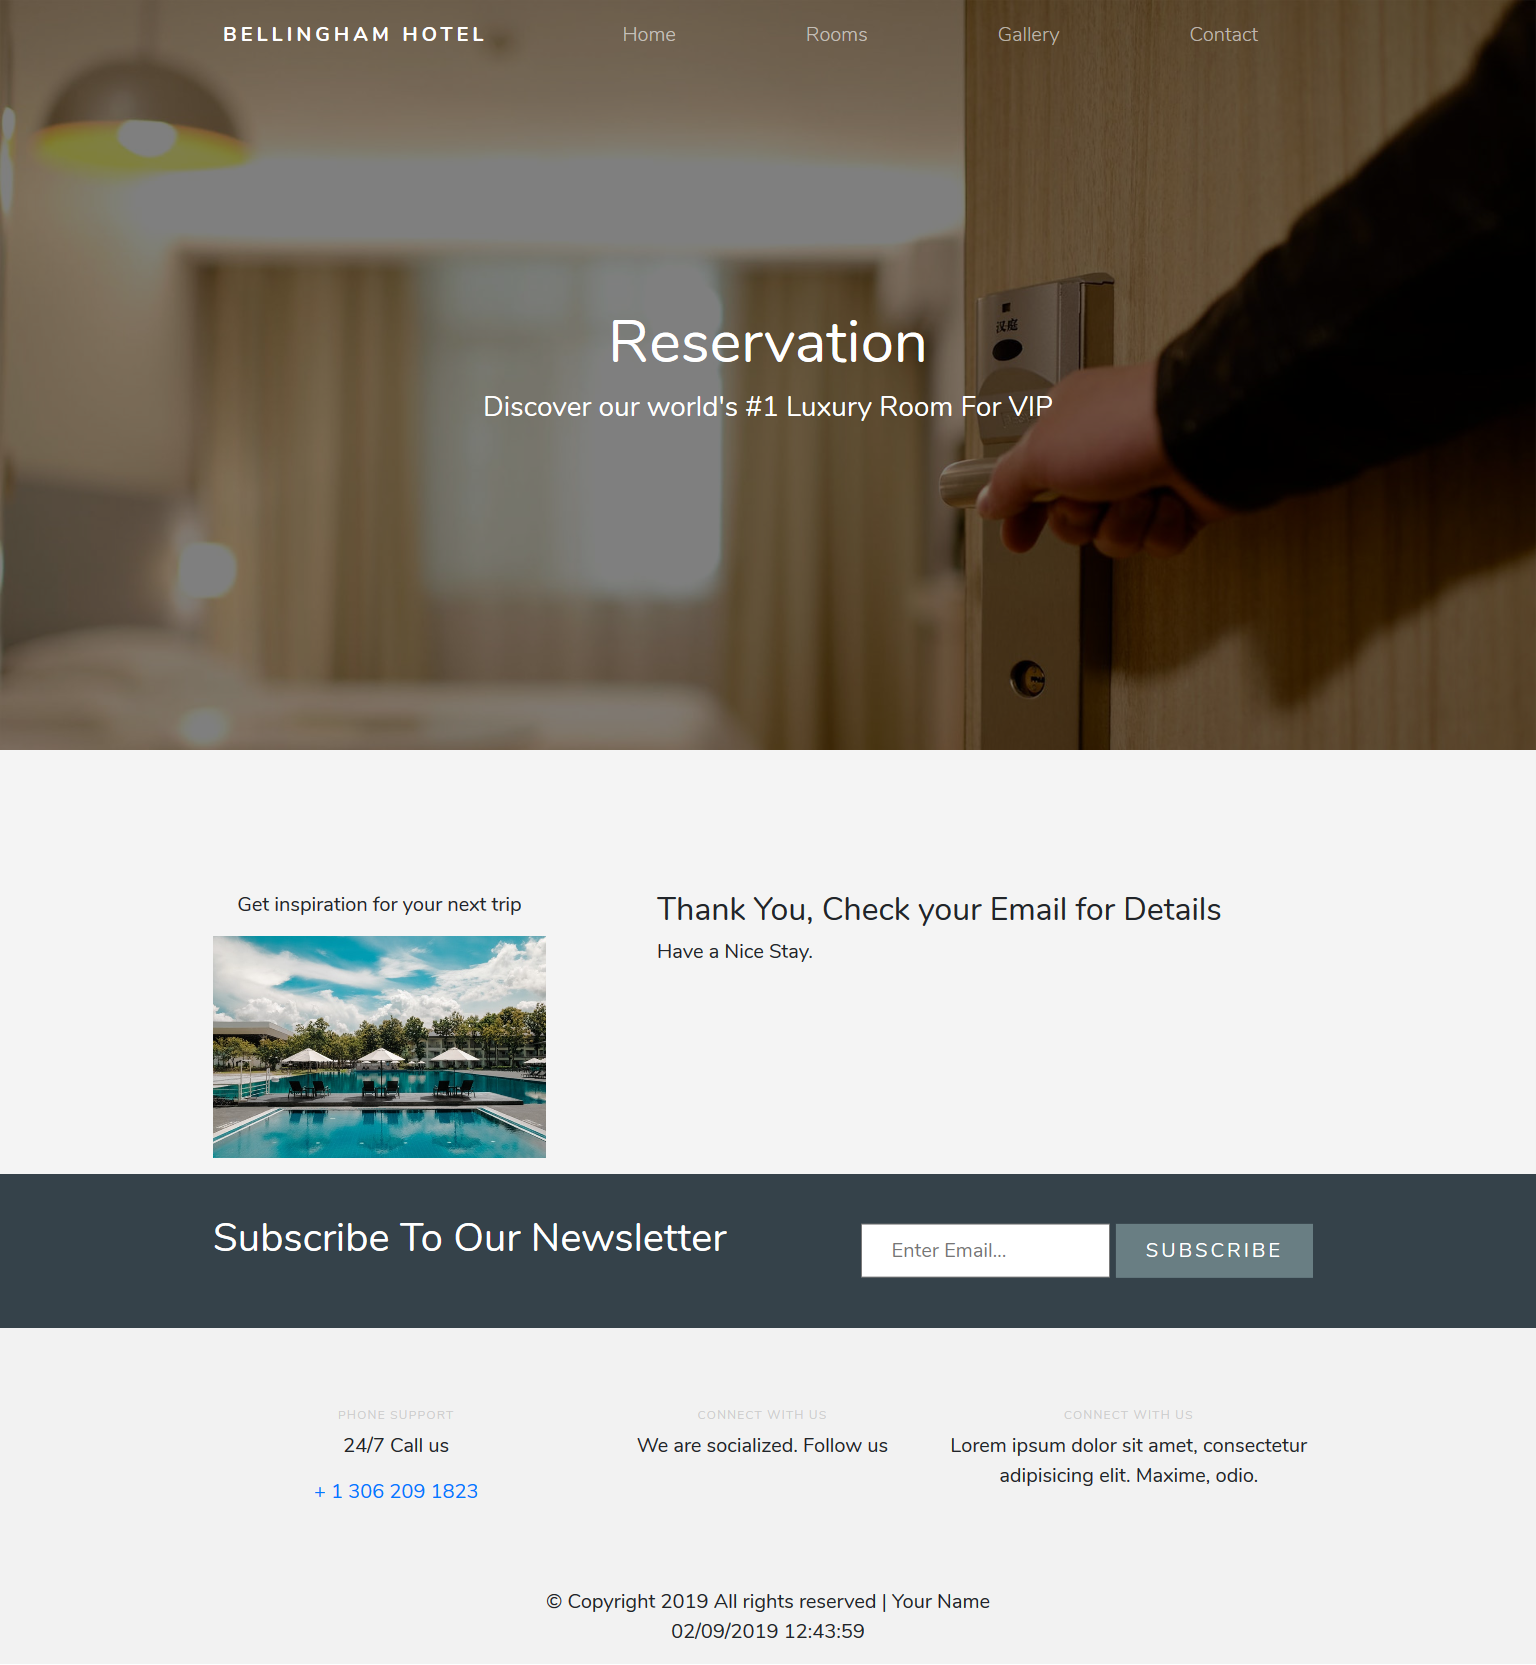 BELLINGHAM HOTEL
Home
Rooms
Gallery
Contact
汉庭
Reservation
Discover our world's #1 Luxury Room For VIP
Get inspiration for your next trip
Thank You, Check your Email for Details
Have a Nice Stay.
Subscribe To Our Newsletter
Enter Email...
SUBSCRIBE
PHONE SUPPORT
24/7 Call us
+ 1 306 209 1823
CONNECT WITH US
We are socialized. Follow us
CONNECT WITH US
Lorem ipsum dolor sit amet, consectetur
adipisicing elit. Maxime, odio.
© Copyright 2019 All rights reserved | Your Name
02/09/2019 12:43:59